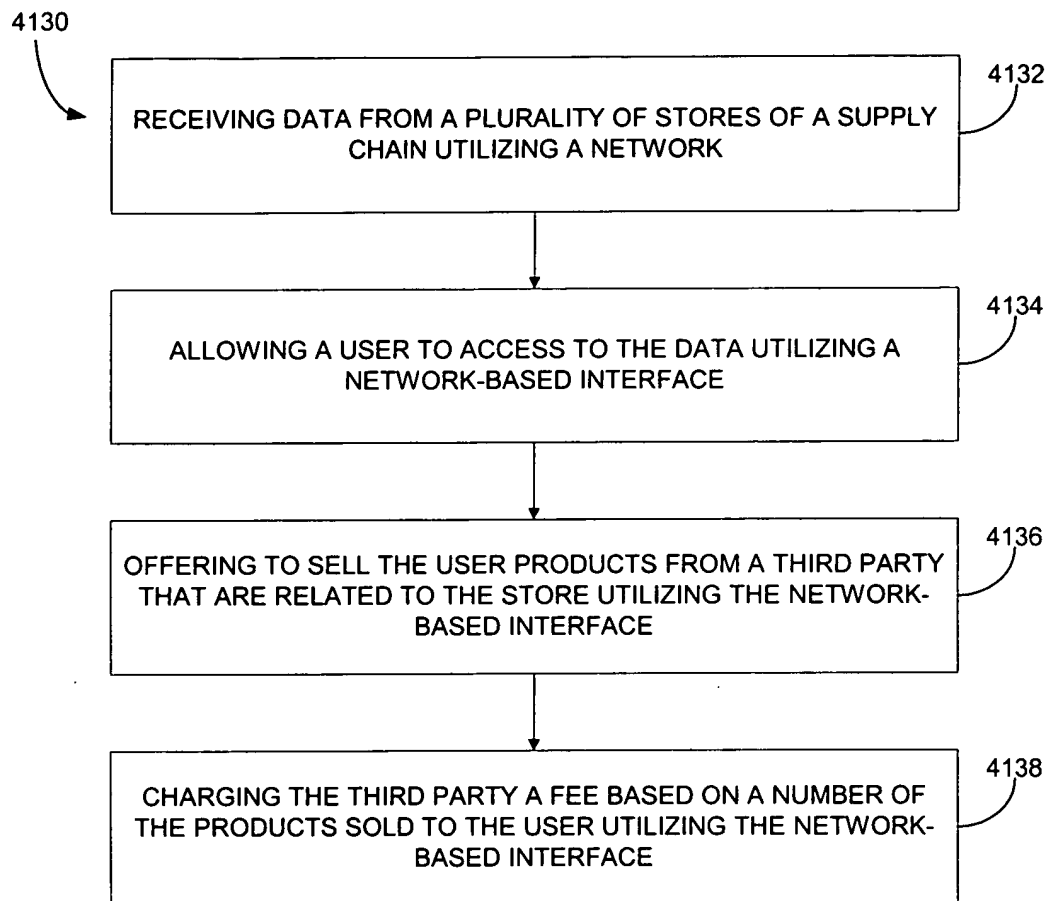 4130
4132
RECEIVING DATA FROM A PLURALITY OF STORES OF A SUPPLY
CHAIN UTILIZING A NETWORK
4134
ALLOWING A USER TO ACCESS TO THE DATA UTILIZING A
NETWORK-BASED INTERFACE
4136
OFFERING TO SELL THE USER PRODUCTS FROM A THIRD PARTY
THAT ARE RELATED TO THE STORE UTILIZING THE NETWORK-
BASED INTERFACE
4138
CHARGING THE THIRD PARTY A FEE BASED ON A NUMBER OF
THE PRODUCTS SOLD TO THE USER UTILIZING THE NETWORK-
BASED INTERFACE